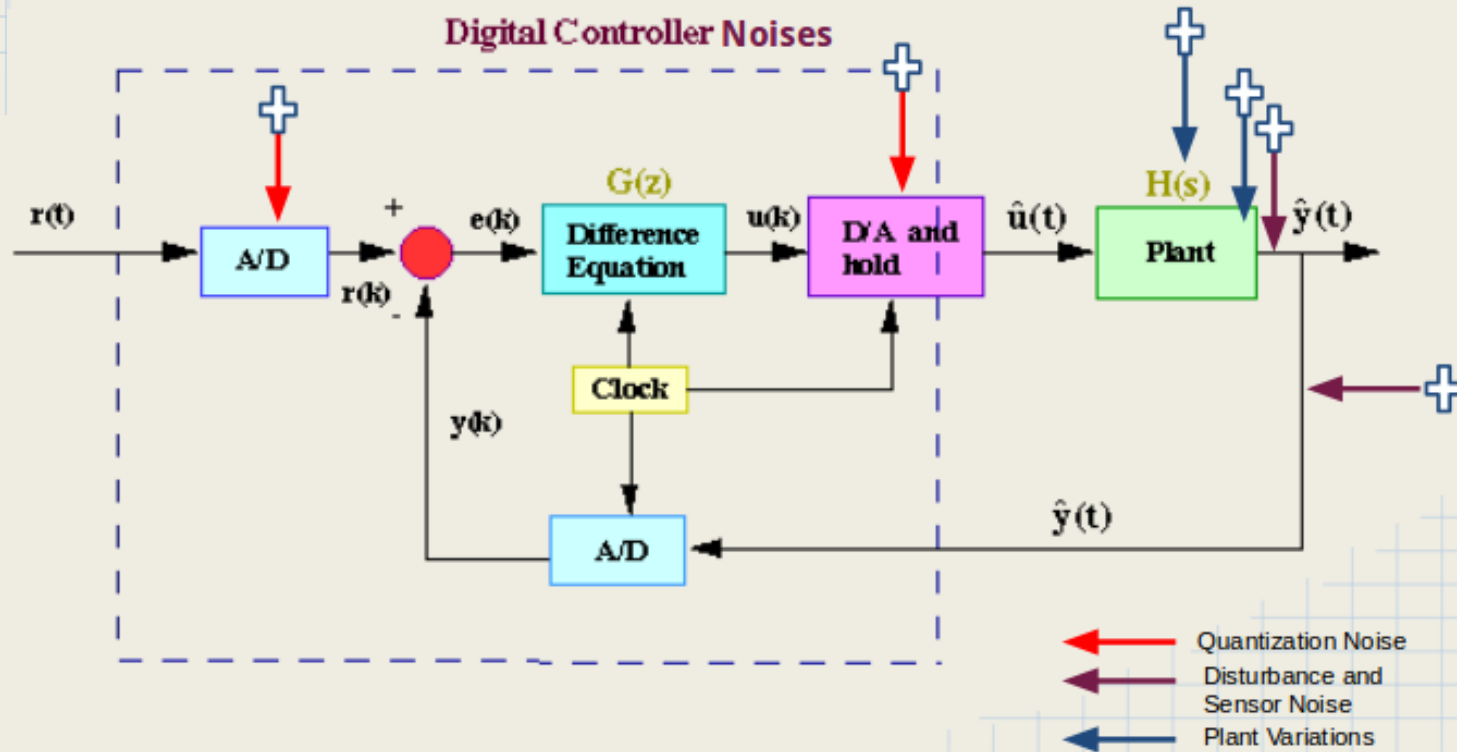 Digital Controller Noises
r(t)
A/D
+
r(k)
-
e(k)
G(z)
Difference
Equation
u(k)
D/A and
hold
û(t)
H(s)
Plant
ŷ(t)
Clock
y(k)
A/D
ŷ(t)
Quantization Noise
Disturbance and
Sensor Noise
Plant Variations